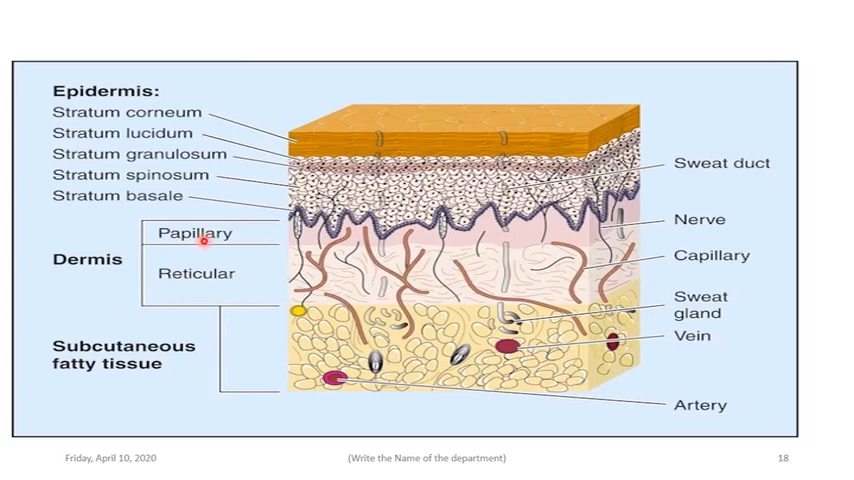 Epidermis:
Stratum corneum
Stratum lucidum
Stratum granulosum
Stratum spinosum
Stratum basale
Papillary
Dermis
Reticular
Subcutaneous
fatty tissue
Sweat duct
Nerve
Capillary
Sweat
gland
Vein
Artery
Friday, April 10, 2020
(Write the Name of the department)
18